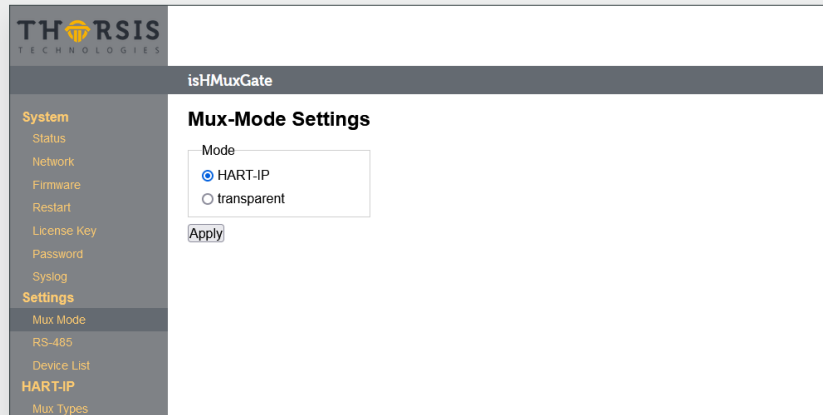 THORSIS
TECHNOLOGIES
isHMuxGate
System
Status
Network
Firmware
Restart
License Key
Password
Syslog
Settings
Mux Mode
RS-485
Device List
HART-IP
Mux Types
Mux-Mode Settings
Mode
HART-IP
transparent
Apply